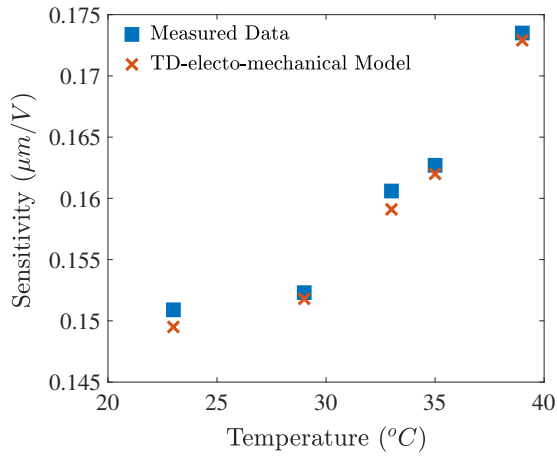 0.175
0.17
0.165
0.16
0.155
0.15
0.145
Sensitivity (μm/V)
Measured Data
TD-electo-mechanical Model
20 25 30 35 40
Temperature (°C)